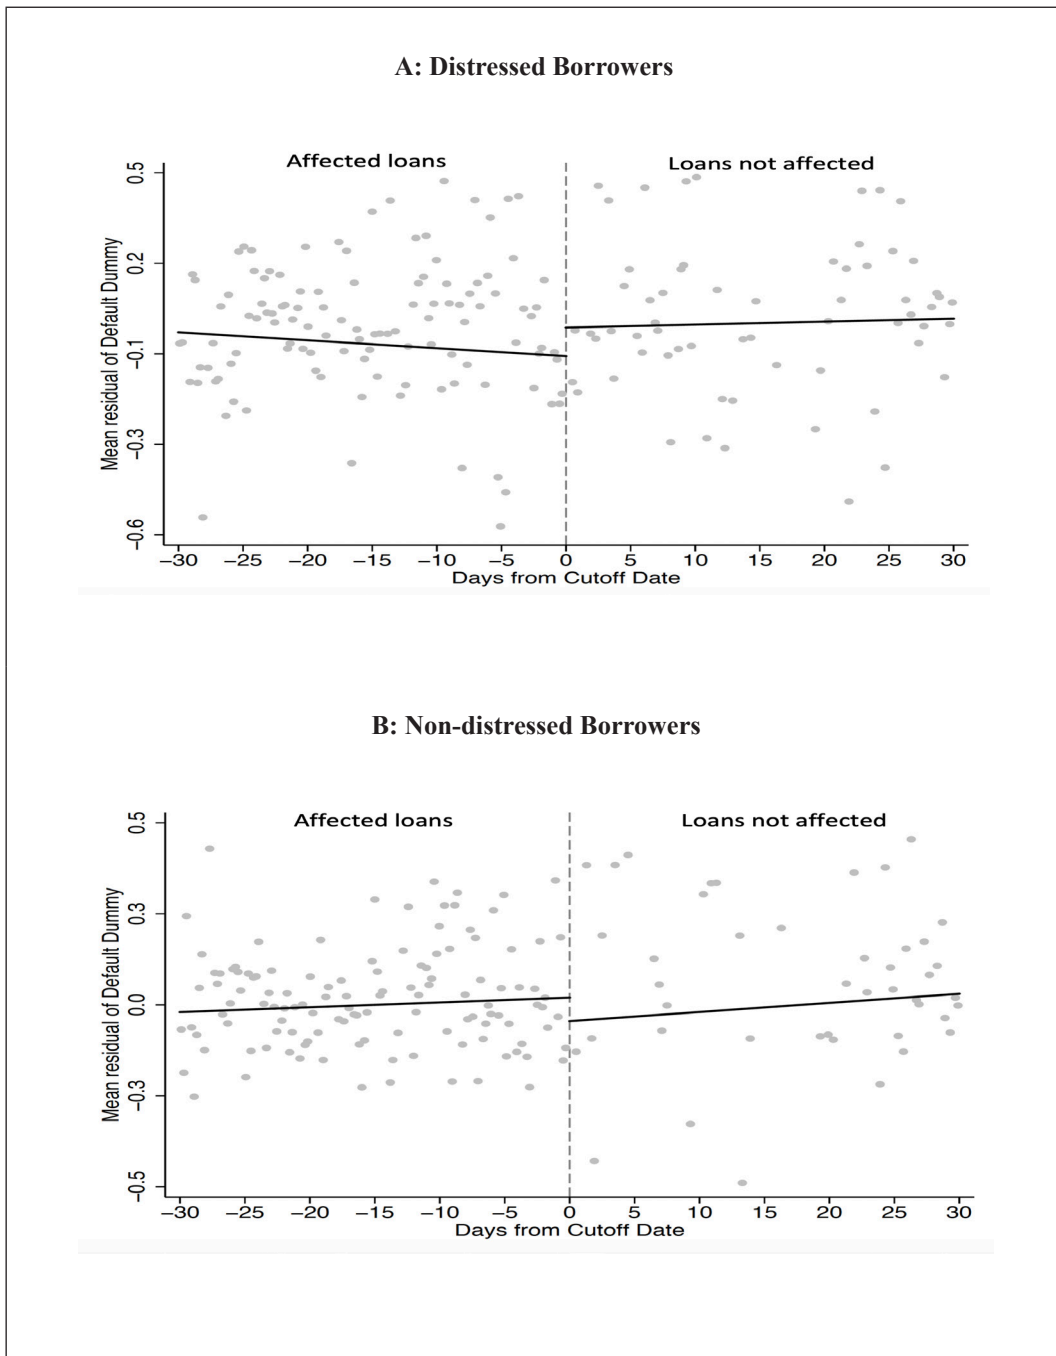 A: Distressed Borrowers
Affected loans
Loans not affected
Mean residual of Default Dummy
0.5
0.2
−0.1
−0.3
−0.6
−30 −25 −20 −15 −10 −5 0 5 10 15 20 25 30
Days from Cutoff Date
B: Non-distressed Borrowers
Affected loans
Loans not affected
Mean residual of Default Dummy
0.5
0.3
0.0
−0.3
−0.5
−30 −25 −20 −15 −10 −5 0 5 10 15 20 25 30
Days from Cutoff Date